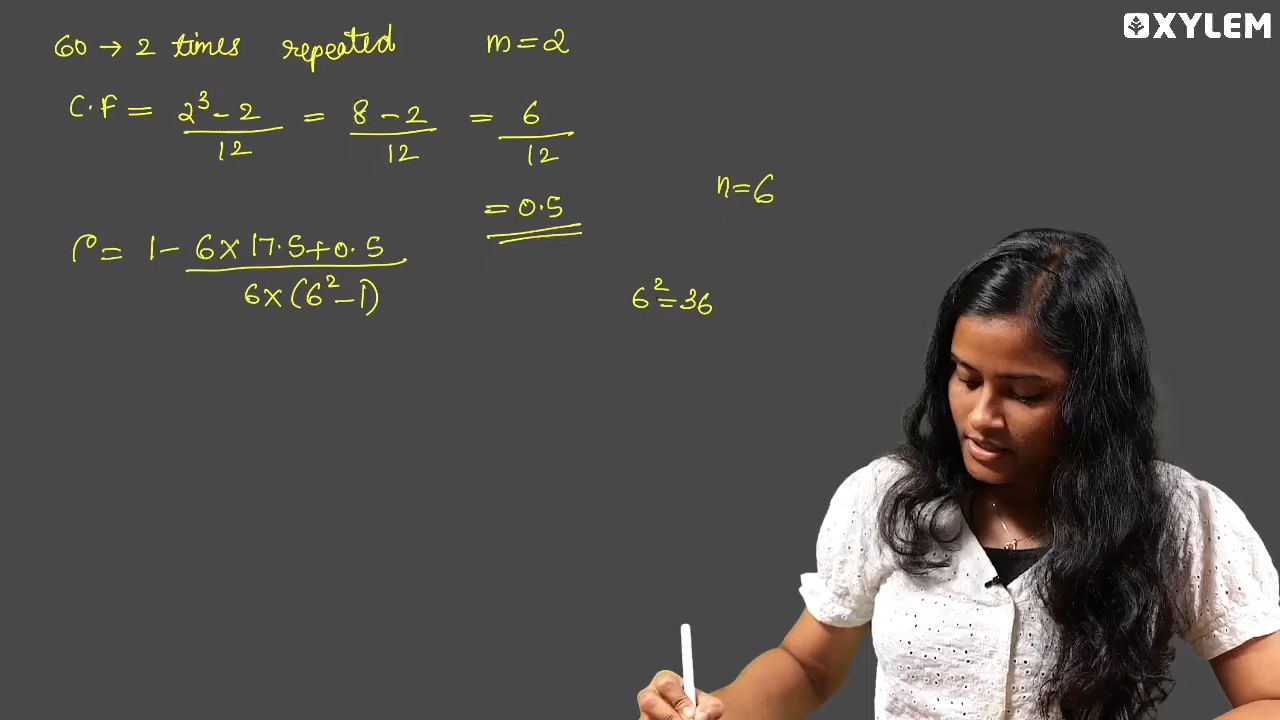 XYLEM
60 → 2 times repeated m = 2
C.F = 2³ - 2 / 12 = 8 - 2 / 12 = 6 / 12
= 0.5
n = 6
ρ = 1 - 6 × 17.5 + 0.5 / 6 × (6² - 1)
6² = 36